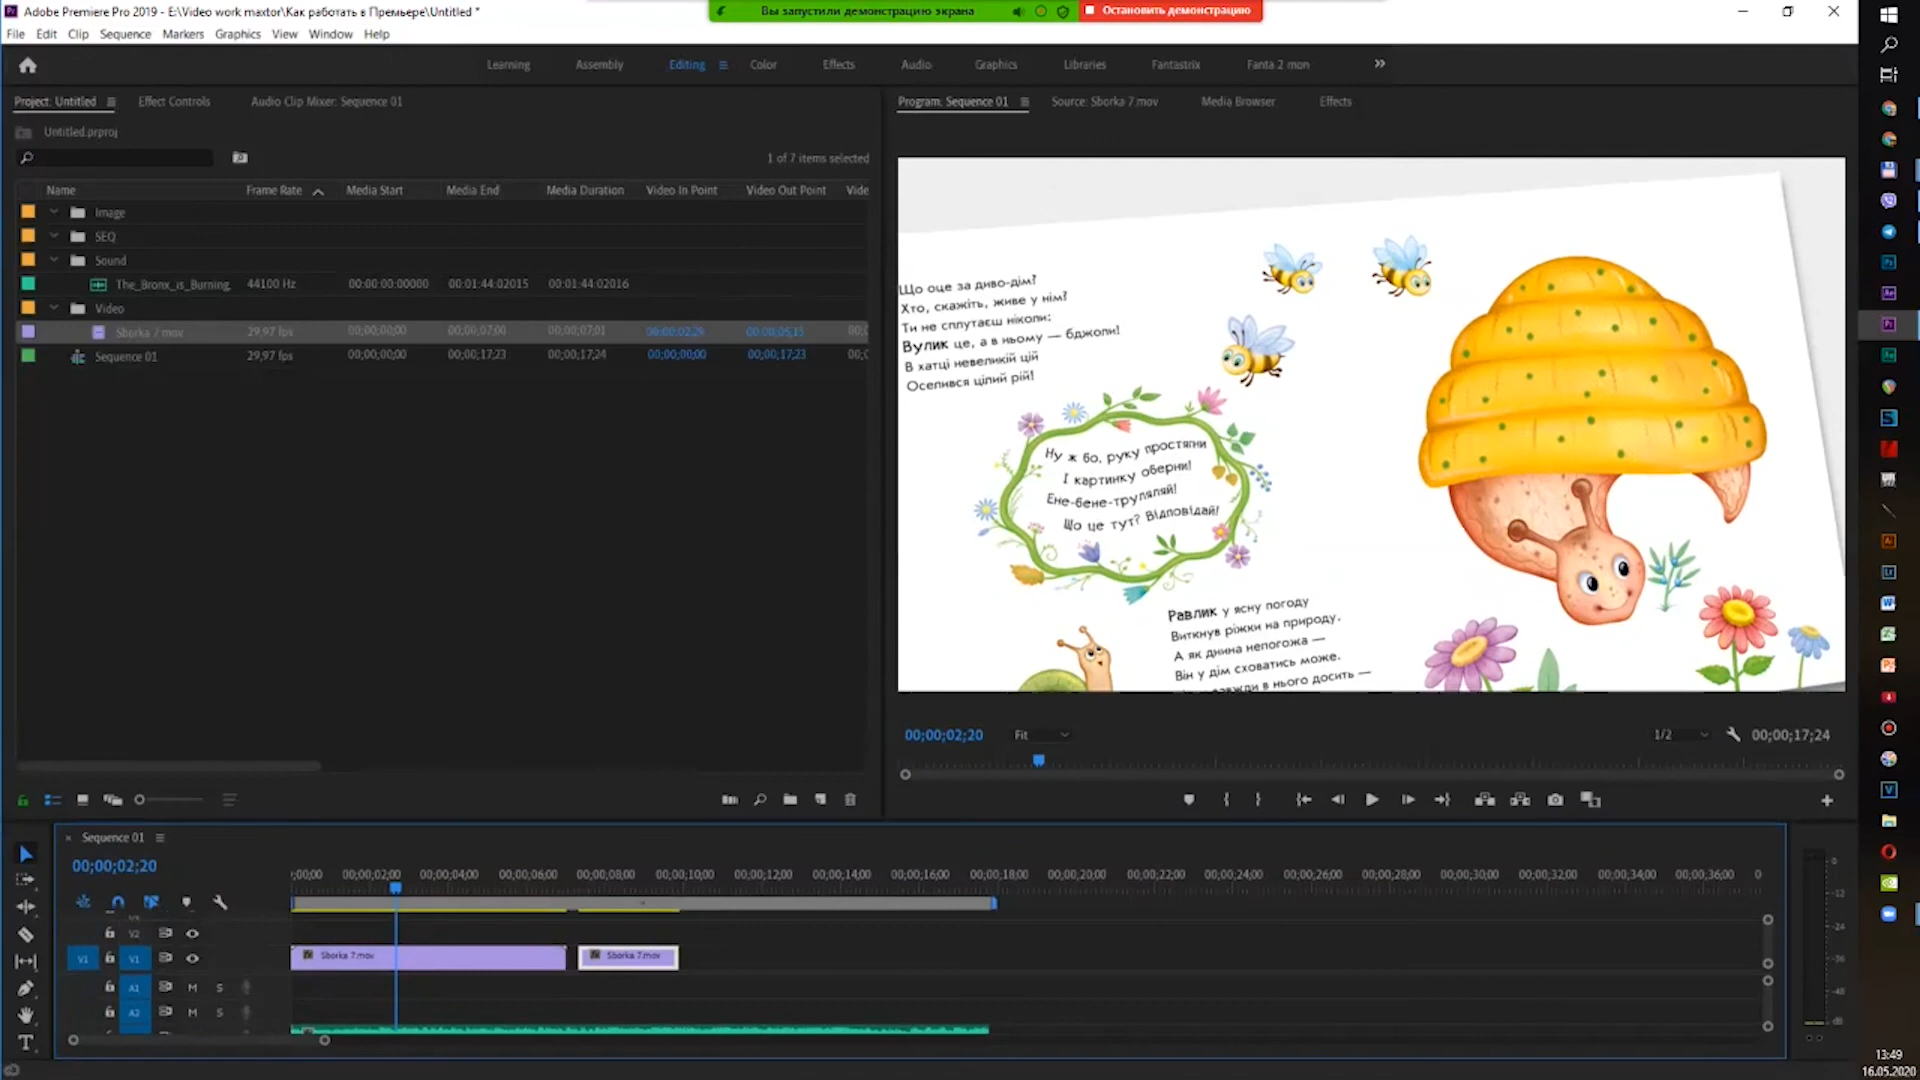 Adobe Premiere Pro 2019 - E:\Video work maxtor\Как работать в Премьере\Untitled *
Вы запустили демонстрацию экрана
Остановить демонстрацию
File Edit Clip Sequence Markers Graphics View Window Help
Learning Assembly Editing Color Effects Audio Graphics Libraries Fantastrix Fanta 2 mon
Project: Untitled Effect Controls Audio Clip Mixer: Sequence 01
Program: Sequence 01 Source: Sborka 7.mov Media Browser Effects
Untitled.prproj
1 of 7 items selected
Name Frame Rate Media Start Media End Media Duration Video In Point Video Out Point Vide
Image
SEQ
Sound
The_Bronx_is_Burning. 44100 Hz 00:00:00:00000 00:01:44:02015 00:01:44:02016
Video
Sborka 7.mov 29,97 fps 00;00;00;00 00;00;07;00 00;00;07;01 00;00;02;29 00;00;05;15 00;0
Sequence 01 29,97 fps 00;00;00;00 00;00;17;23 00;00;17;24 00;00;00;00 00;00;17;23 00;0
Що оце за диво-дім?
Хто, скажіть, живе у нім?
Ти не сплутаєш ніколи:
Вулик це, а в ньому — бджоли!
В хатці невеликій цій
Оселився цілий рій!
Ну ж бо, руку простягни
І картинку оберни!
Ене-бене-труляляй!
Що це тут? Відповідай!
Равлик у ясну погоду
Виткнув ріжки на природу.
А як днина непогожа —
Він у дім сховатись може.
в нього досить —
00;00;02;20 Fit 1/2 00;00;17;24
Sequence 01
00;00;02;20
;00;00 00;00;02;00 00;00;04;00 00;00;06;00 00;00;08;00 00;00;10;00 00;00;12;00 00;00;14;00 00;00;16;00 00;00;18;00 00;00;20;00 00;00;22;00 00;00;24;00 00;00;26;00 00;00;28;00 00;00;30;00 00;00;32;00 00;00;34;00 00;00;36;00 0
V2
V1 V1 Sborka 7.mov Sborka 7.mov
A1 M S
A2 M S
0
-12
-24
-36
-48
dB
13:49
16.05.2020